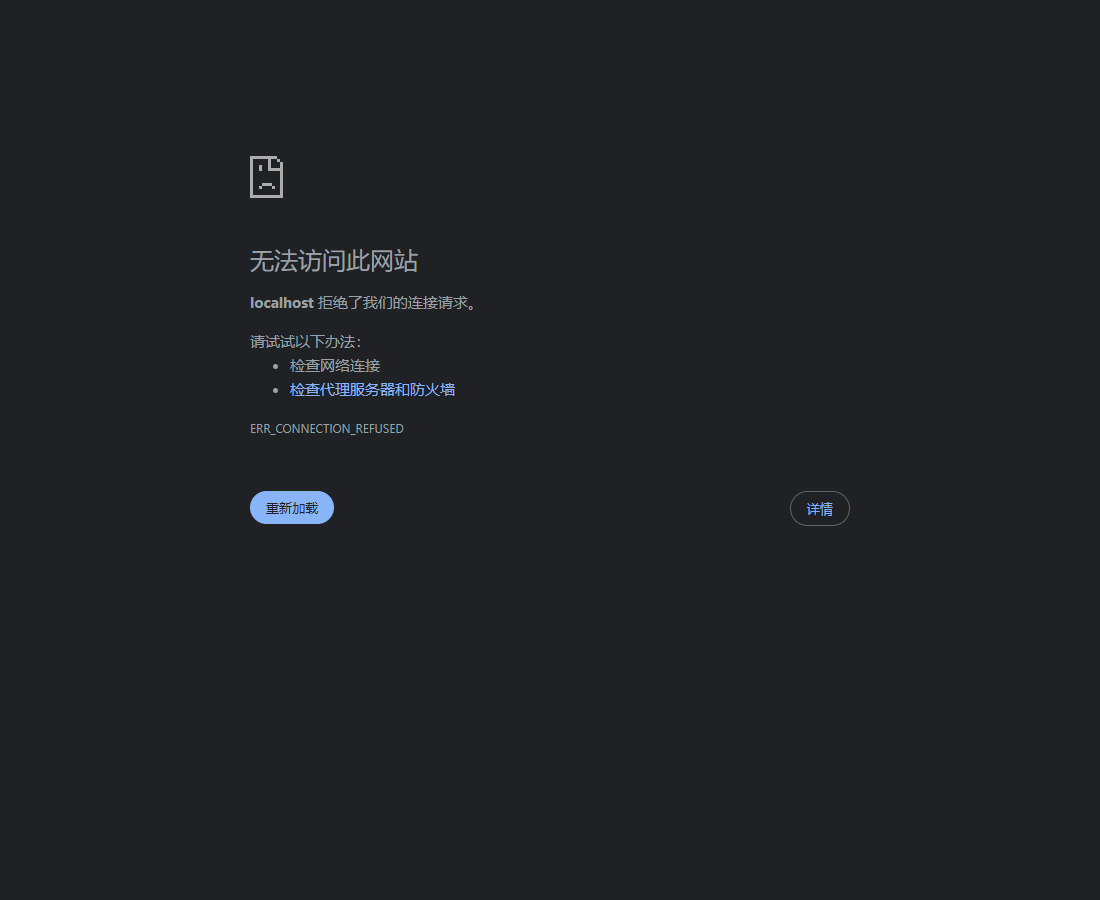 无法访问此网站
localhost 拒绝了我们的连接请求。
请试试以下办法：
检查网络连接
检查代理服务器和防火墙
ERR_CONNECTION_REFUSED
重新加载
详情